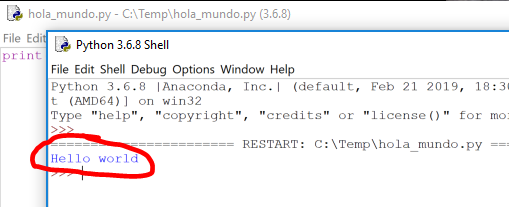 hola_mundo.py - C:\Temp\hola_mundo.py (3.6.8)
File Edit
print
Python 3.6.8 Shell
File Edit Shell Debug Options Window Help
Python 3.6.8 |Anaconda, Inc.| (default, Feb 21 2019, 18:30
t (AMD64)] on win32
Type "help", "copyright", "credits" or "license()" for mo
>>>
======================= RESTART: C:\Temp\hola_mundo.py ===
Hello world
>>>